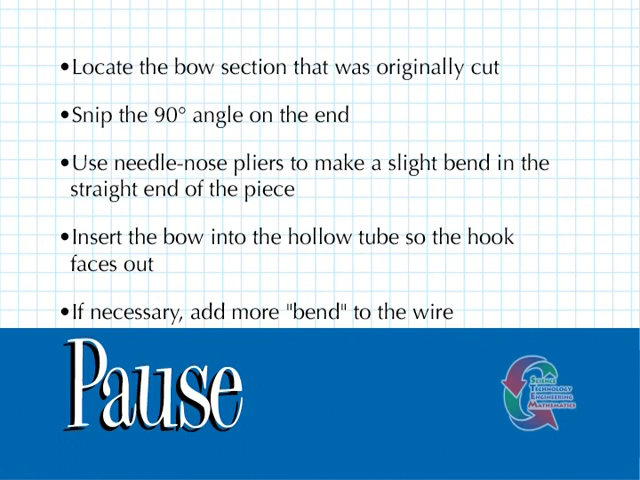 •Locate the bow section that was originally cut
•Snip the 90° angle on the end
•Use needle-nose pliers to make a slight bend in the
straight end of the piece
•Insert the bow into the hollow tube so the hook
faces out
•If necessary, add more "bend" to the wire
Pause
SCIENCE
TECHNOLOGY
ENGINEERING
MATHEMATICS